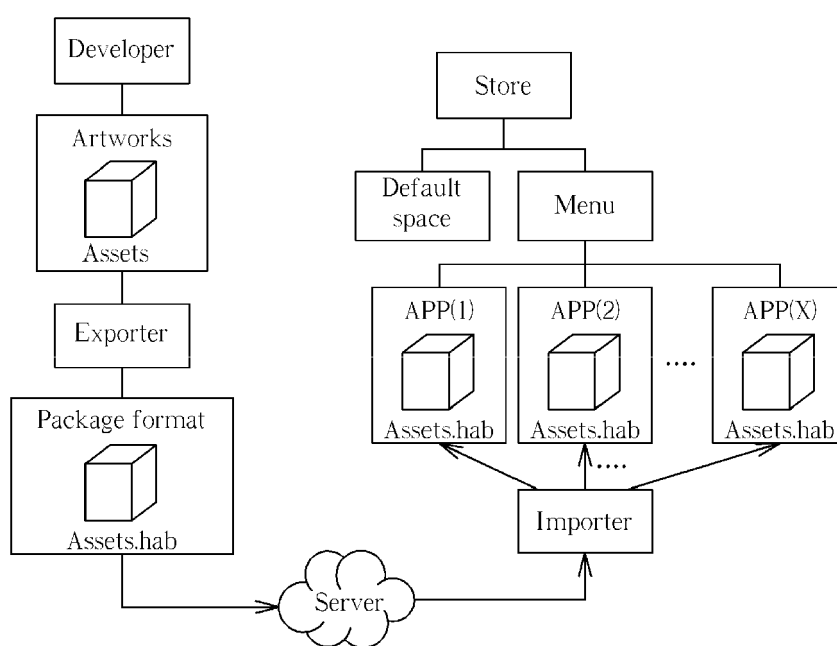 Developer
Artworks
Assets
Exporter
Package format
Assets.hab
Server
Store
Default
space
Menu
APP(1)
Assets.hab
APP(2)
Assets.hab
....
APP(X)
Assets.hab
....
Importer